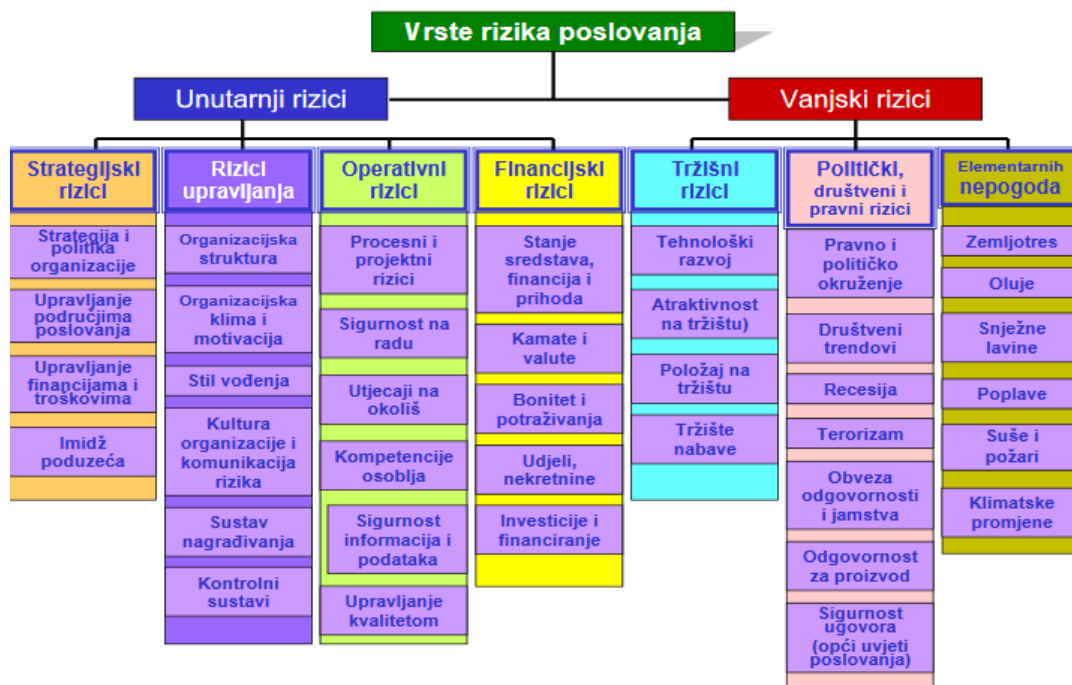 Vrste rizika poslovanja
Unutarnji rizici
Vanjski rizici
Strategijski
rizici
Strategija i
politika
organizacije
Upravljanje
područjima
poslovanja
Upravljanje
financijama i
troškovima
Imidž
poduzeća
Rizici
upravljanja
Organizacijska
struktura
Organizacijska
klima i
motivacija
Stil vođenja
Kultura
organizacije i
komunikacija
rizika
Sustav
nagrađivanja
Kontrolni
sustavi
Operativni
rizici
Procesni i
projektni
rizici
Sigurnost na
radu
Utjecaji na
okoliš
Kompetencije
osoblja
Sigurnost
informacija i
podataka
Upravljanje
kvalitetom
Financijski
rizici
Stanje
sredstava,
financija i
prihoda
Kamate i
valute
Bonitet i
potraživanja
Udjeli,
nekretnine
Investicije i
financiranje
Tržišni
rizici
Tehnološki
razvoj
Atraktivnost
na tržištu)
Položaj na
tržištu
Tržište
nabave
Politički,
društveni i
pravni rizici
Pravno i
političko
okruženje
Društveni
trendovi
Recesija
Terorizam
Obveza
odgovornosti
i jamstva
Odgovornost
za proizvod
Sigurnost
ugovora
(opći uvjeti
poslovanja)
Elementarnih
nepogoda
Zemljotres
Oluje
Snježne
lavine
Poplave
Suše i
požari
Klimatske
promjene